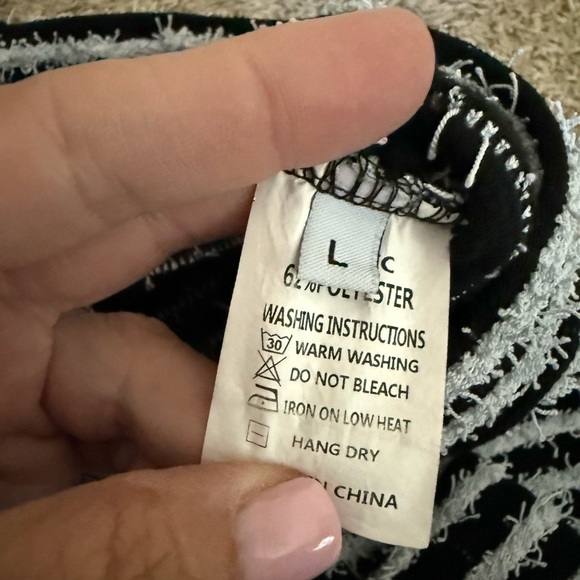 L
C
62%POLYESTER
WASHING INSTRUCTIONS
30 WARM WASHING
DO NOT BLEACH
IRON ON LOW HEAT
HANG DRY
CHINA